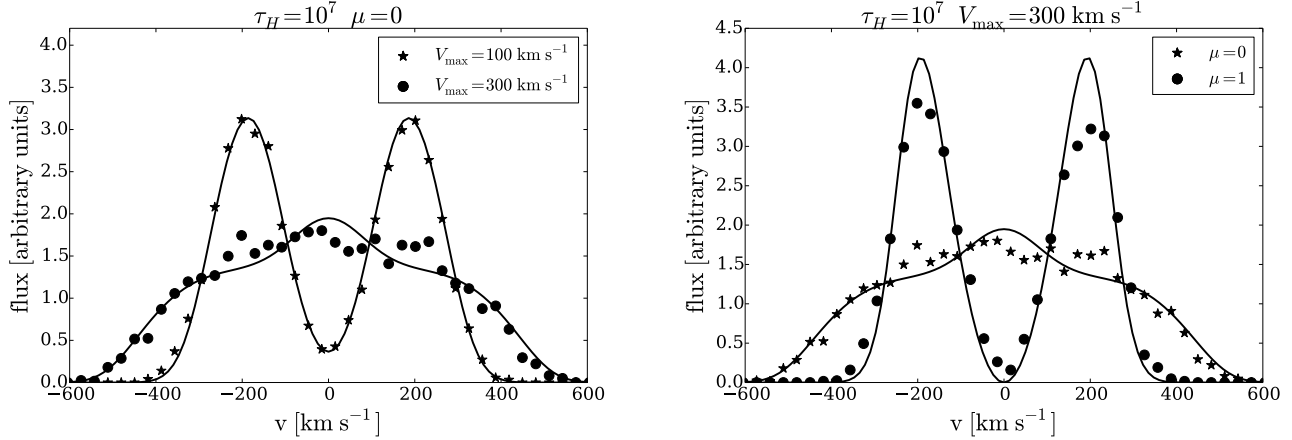 τ_H=10^7 μ=0
flux [arbitrary units]
4.0
3.5
3.0
2.5
2.0
1.5
1.0
0.5
0.0
V_max=100 km s^−1
V_max=300 km s^−1
−600 −400 −200 0 200 400 600
v [km s^−1]
τ_H=10^7 V_max=300 km s^−1
flux [arbitrary units]
4.5
4.0
3.5
3.0
2.5
2.0
1.5
1.0
0.5
0.0
μ=0
μ=1
−600 −400 −200 0 200 400 600
v [km s^−1]